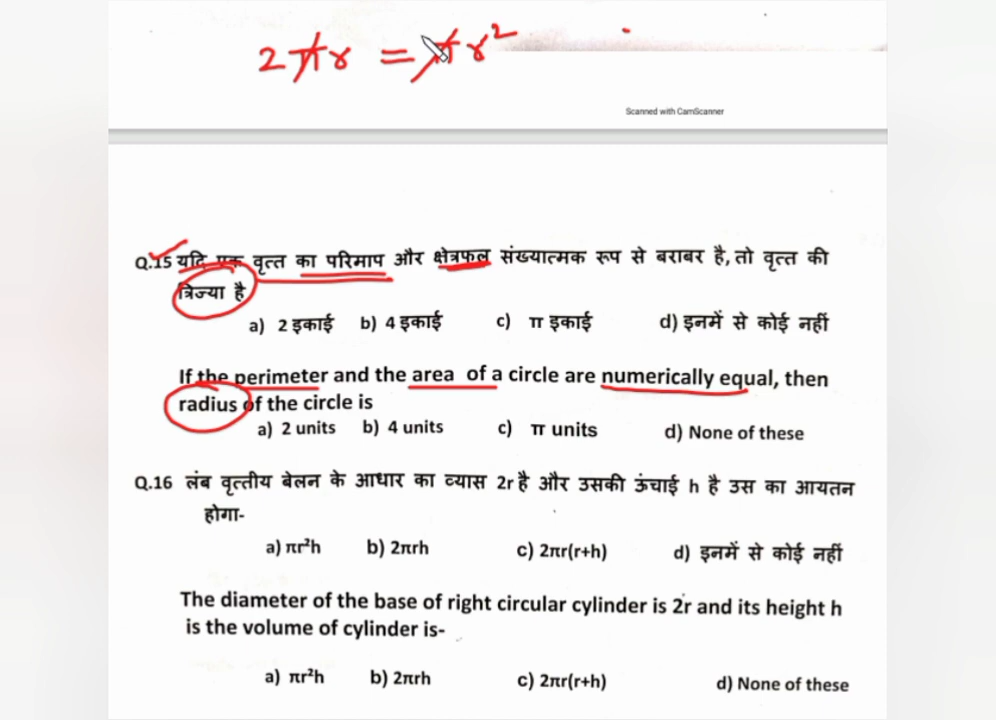 2πr = πr²
Scanned with CamScanner
Q.15 यदि एक वृत्त का परिमाप और क्षेत्रफल संख्यात्मक रूप से बराबर है, तो वृत्त की
त्रिज्या है
a) 2 इकाई b) 4 इकाई c) π इकाई d) इनमें से कोई नहीं
If the perimeter and the area of a circle are numerically equal, then
radius of the circle is
a) 2 units b) 4 units c) π units d) None of these
Q.16 लंब वृत्तीय बेलन के आधार का व्यास 2r है और उसकी ऊंचाई h है उस का आयतन
होगा-
a) πr²h b) 2πrh c) 2πr(r+h) d) इनमें से कोई नहीं
The diameter of the base of right circular cylinder is 2r and its height h
is the volume of cylinder is-
a) πr²h b) 2πrh c) 2πr(r+h) d) None of these